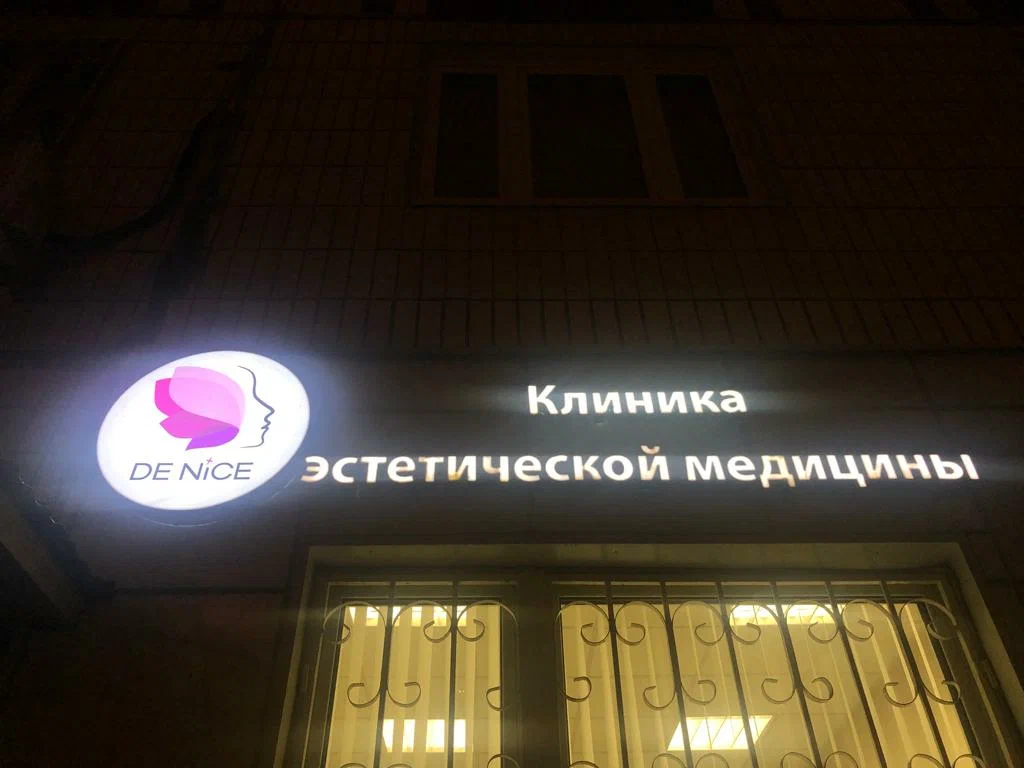 DE NiCE
Клиника
эстетической медицины